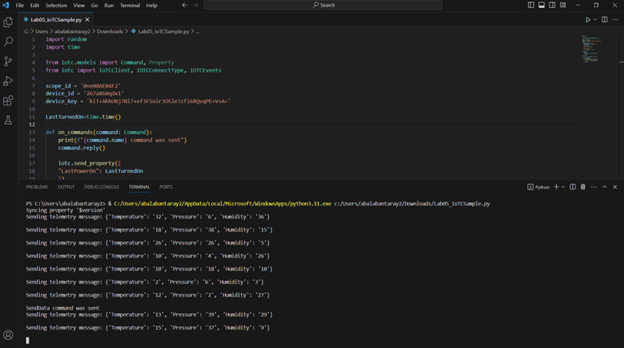 File Edit Selection View Go Run Terminal Help
Search
Lab05_IoTCSample.py
C: > Users > abalabantaray2 > Downloads > Lab05_IoTCSample.py > ...
1 import random
2 import time
3
4 from iotc.models import Command, Property
5 from iotc import IoTCClient, IOTCConnectType, IOTCEvents
6
7 scope_id =
8 device_id =
9 device_key =
10
11 LastTurnedOn=time.time()
12
13 def on_commands(command: Command):
14 print(f"{command.name} command was sent")
15 command.reply()
16
17 iotc.send_property({
18 "LastPowerOn": LastTurnedOn
19 })
PROBLEMS OUTPUT DEBUG CONSOLE TERMINAL PORTS
Python
PS C:\Users\abalabantaray2> & C:/Users/abalabantaray2/AppData/Local/Microsoft/WindowsApps/python3.11.exe c:/Users/abalabantaray2/Downloads/Lab05_IoTCSample.py
Syncing property '$version'
Sending telemetry message: {'Temperature': '32', 'Pressure': '6', 'Humidity': '36'}
Sending telemetry message: {'Temperature': '18', 'Pressure': '38', 'Humidity': '15'}
Sending telemetry message: {'Temperature': '26', 'Pressure': '26', 'Humidity': '5'}
Sending telemetry message: {'Temperature': '10', 'Pressure': '4', 'Humidity': '26'}
Sending telemetry message: {'Temperature': '10', 'Pressure': '18', 'Humidity': '10'}
Sending telemetry message: {'Temperature': '2', 'Pressure': '6', 'Humidity': '3'}
Sending telemetry message: {'Temperature': '12', 'Pressure': '2', 'Humidity': '27'}
SendData command was sent
Sending telemetry message: {'Temperature': '13', 'Pressure': '39', 'Humidity': '29'}
Sending telemetry message: {'Temperature': '15', 'Pressure': '37', 'Humidity': '9'}